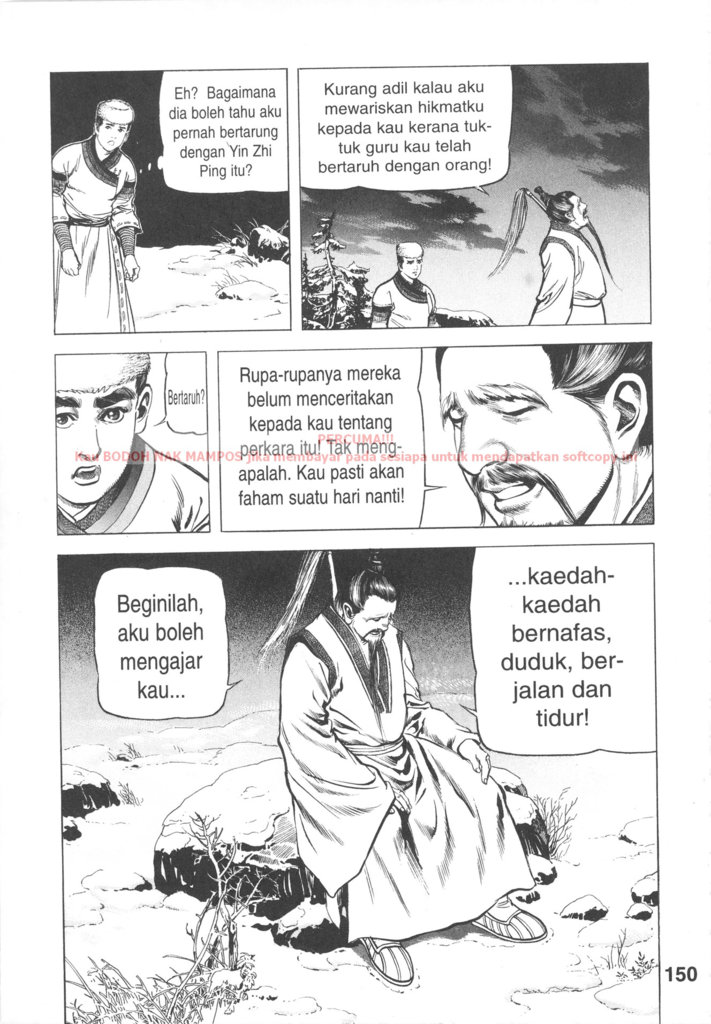 Eh? Bagaimana
dia boleh tahu aku
pernah bertarung
dengan Yin Zhi
Ping itu?
Kurang adil kalau aku
mewariskan hikmatku
kepada kau kerana tuk-
tuk guru kau telah
bertaruh dengan orang!
Bertaruh?
Rupa-rupanya mereka
belum menceritakan
kepada kau tentang
perkara itu! Tak meng-
apalah. Kau pasti akan
faham suatu hari nanti!
PERCUMA!!!
Kau BODOH NAK MAMPOS jika membayar pada sesiapa untuk mendapatkan softcopy ini
Beginilah,
aku boleh
mengajar
kau...
...kaedah-
kaedah
bernafas,
duduk, ber-
jalan dan
tidur!
150